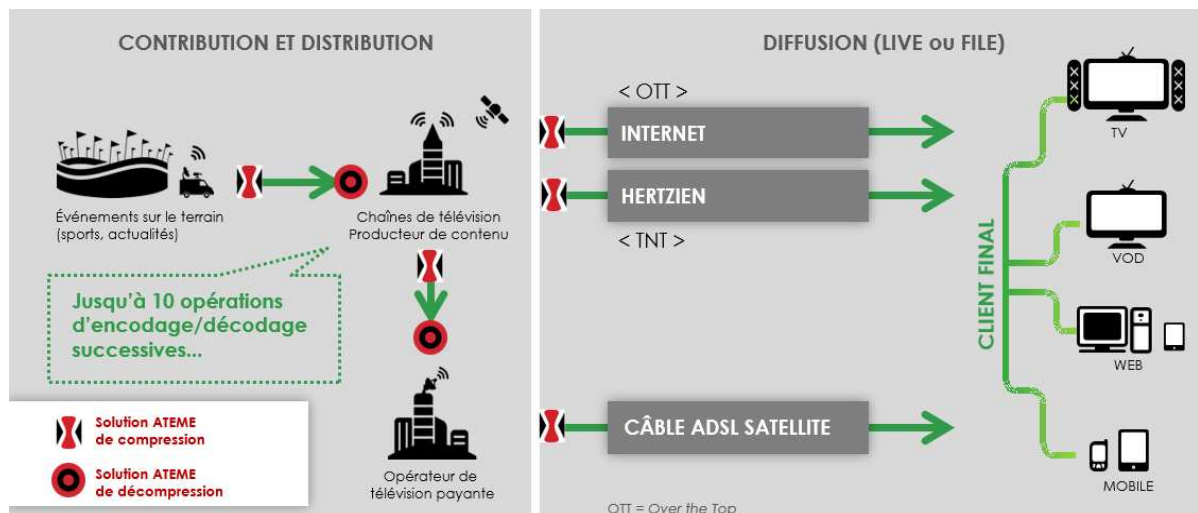 CONTRIBUTION ET DISTRIBUTION
Événements sur le terrain
(sports, actualités)
Chaînes de télévision
Producteur de contenu
Jusqu'à 10 opérations
d'encodage/décodage
successives...
Opérateur de
télévision payante
Solution ATEME
de compression
Solution ATEME
de décompression
DIFFUSION (LIVE ou FILE)
< OTT >
INTERNET
HERTZIEN
< TNT >
CÂBLE ADSL SATELLITE
OTT = Over the Top
CLIENT FINAL
TV
VOD
WEB
MOBILE